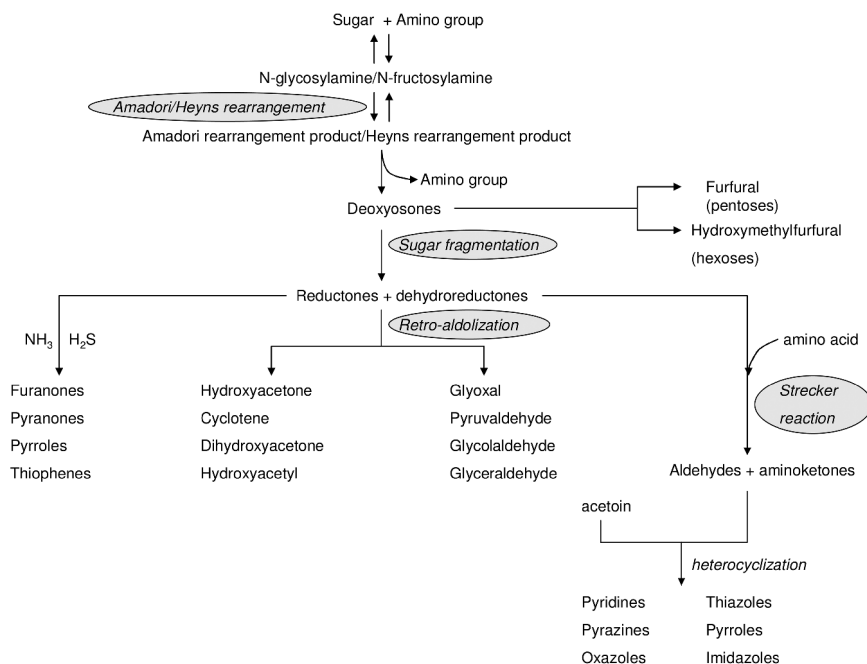 Sugar + Amino group
N-glycosylamine/N-fructosylamine
Amadori/Heyns rearrangement
Amadori rearrangement product/Heyns rearrangement product
Amino group
Deoxyosones
Furfural
(pentoses)
Hydroxymethylfurfural
(hexoses)
Sugar fragmentation
Reductones + dehydroreductones
Retro-aldolization
NH3 H2S
amino acid
Furanones
Pyranones
Pyrroles
Thiophenes
Hydroxyacetone
Cyclotene
Dihydroxyacetone
Hydroxyacetyl
Glyoxal
Pyruvaldehyde
Glycolaldehyde
Glyceraldehyde
Strecker
reaction
Aldehydes + aminoketones
acetoin
heterocyclization
Pyridines
Pyrazines
Oxazoles
Thiazoles
Pyrroles
Imidazoles